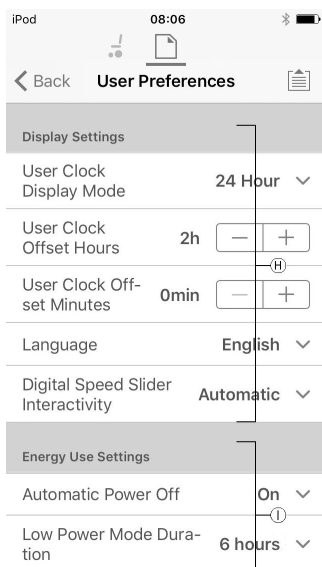 iPod 08:06
Back User Preferences
Display Settings
User Clock
Display Mode
24 Hour
User Clock
Offset Hours
2h
User Clock Off-
set Minutes
0min
H
Language English
Digital Speed Slider
Interactivity
Automatic
Energy Use Settings
Automatic Power Off On
I
Low Power Mode Dura-
tion
6 hours